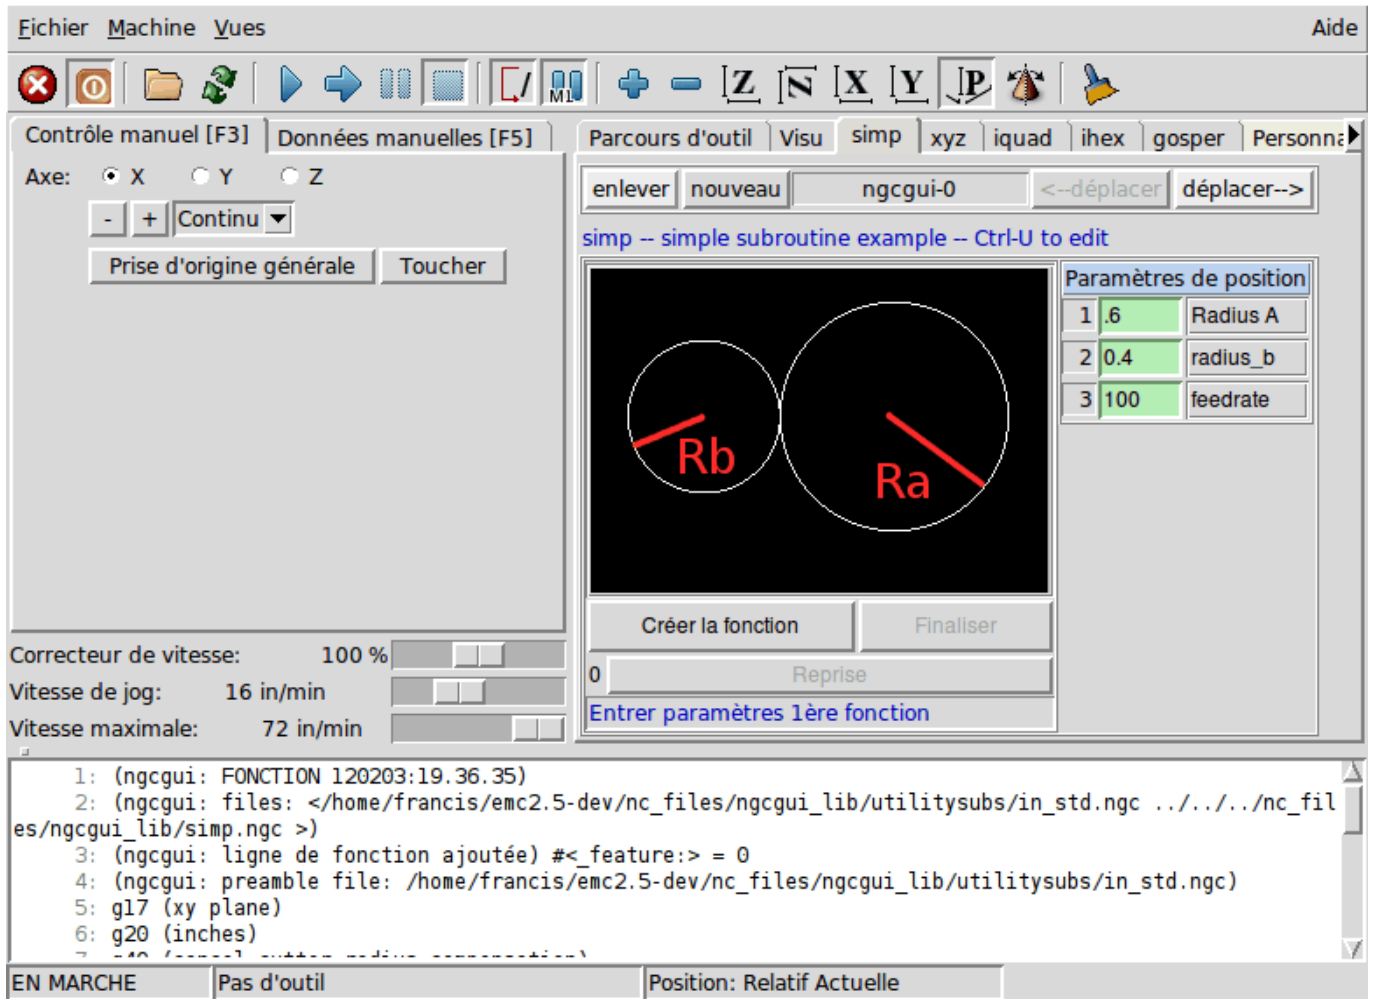 Fichier Machine Vues Aide
M1 Z N X Y P
Contrôle manuel [F3] Données manuelles [F5]
Parcours d'outil Visu simp xyz iquad ihex gosper Personna
Axe: X Y Z
- + Continu
Prise d'origine générale Toucher
enlever nouveau ngcgui-0 <--déplacer déplacer-->
simp -- simple subroutine example -- Ctrl-U to edit
Rb
Ra
Paramètres de position
1 .6 Radius A
2 0.4 radius_b
3 100 feedrate
Créer la fonction Finaliser
0 Reprise
Entrer paramètres 1ère fonction
Correcteur de vitesse: 100 %
Vitesse de jog: 16 in/min
Vitesse maximale: 72 in/min
1: (ngcgui: FONCTION 120203:19.36.35)
2: (ngcgui: files: </home/francis/emc2.5-dev/nc_files/ngcgui_lib/utilitysubs/in_std.ngc ../../../nc_fil
es/ngcgui_lib/simp.ngc >)
3: (ngcgui: ligne de fonction ajoutée) #<_feature:> = 0
4: (ngcgui: preamble file: /home/francis/emc2.5-dev/nc_files/ngcgui_lib/utilitysubs/in_std.ngc)
5: g17 (xy plane)
6: g20 (inches)
EN MARCHE Pas d'outil Position: Relatif Actuelle